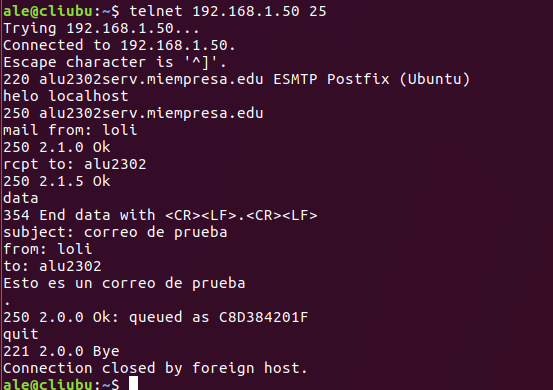 ale@cliubu:~$ telnet 192.168.1.50 25
Trying 192.168.1.50...
Connected to 192.168.1.50.
Escape character is '^]'.
220 alu2302serv.miempresa.edu ESMTP Postfix (Ubuntu)
helo localhost
250 alu2302serv.miempresa.edu
mail from: loli
250 2.1.0 Ok
rcpt to: alu2302
250 2.1.5 Ok
data
354 End data with <CR><LF>.<CR><LF>
subject: correo de prueba
from: loli
to: alu2302
Esto es un correo de prueba
.
250 2.0.0 Ok: queued as C8D384201F
quit
221 2.0.0 Bye
Connection closed by foreign host.
ale@cliubu:~$